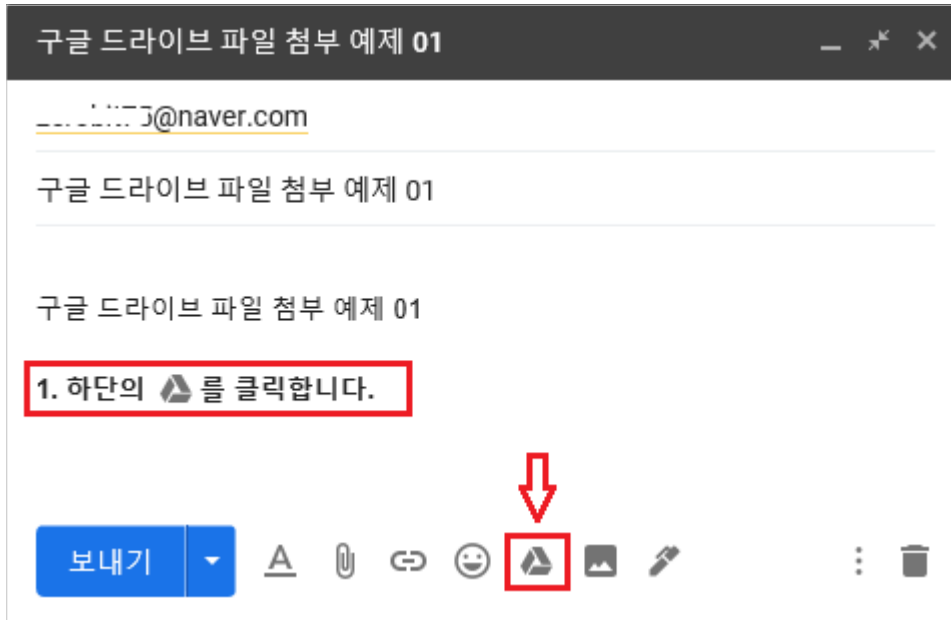 구글 드라이브 파일 첨부 예제 01
@naver.com
구글 드라이브 파일 첨부 예제 01
구글 드라이브 파일 첨부 예제 01
1. 하단의 를 클릭합니다.
보내기